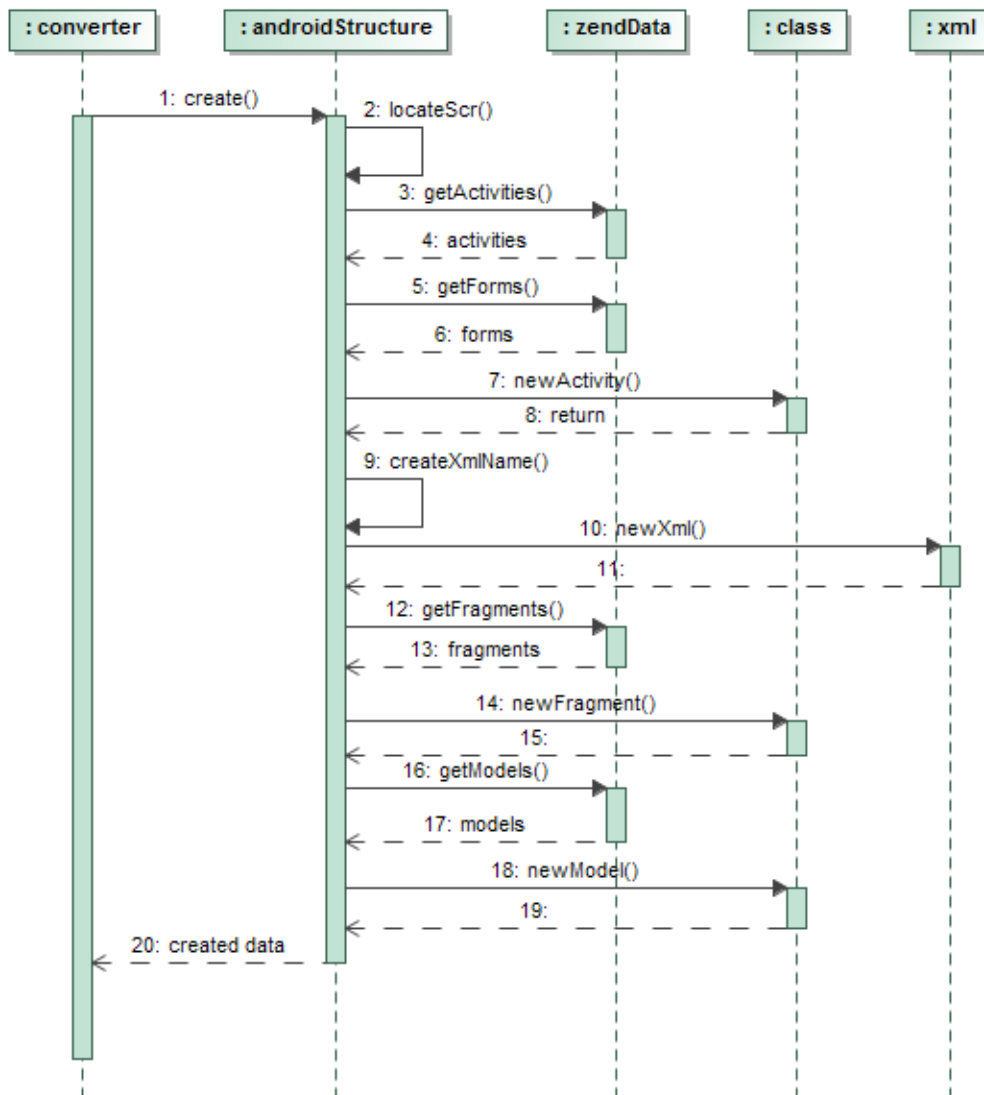 : converter
: androidStructure
: zendData
: class
: xml
1: create()
2: locateScr()
3: getActivities()
4: activities
5: getForms()
6: forms
7: newActivity()
8: return
9: createXmlName()
10: newXml()
11:
12: getFragments()
13: fragments
14: newFragment()
15:
16: getModels()
17: models
18: newModel()
19:
20: created data